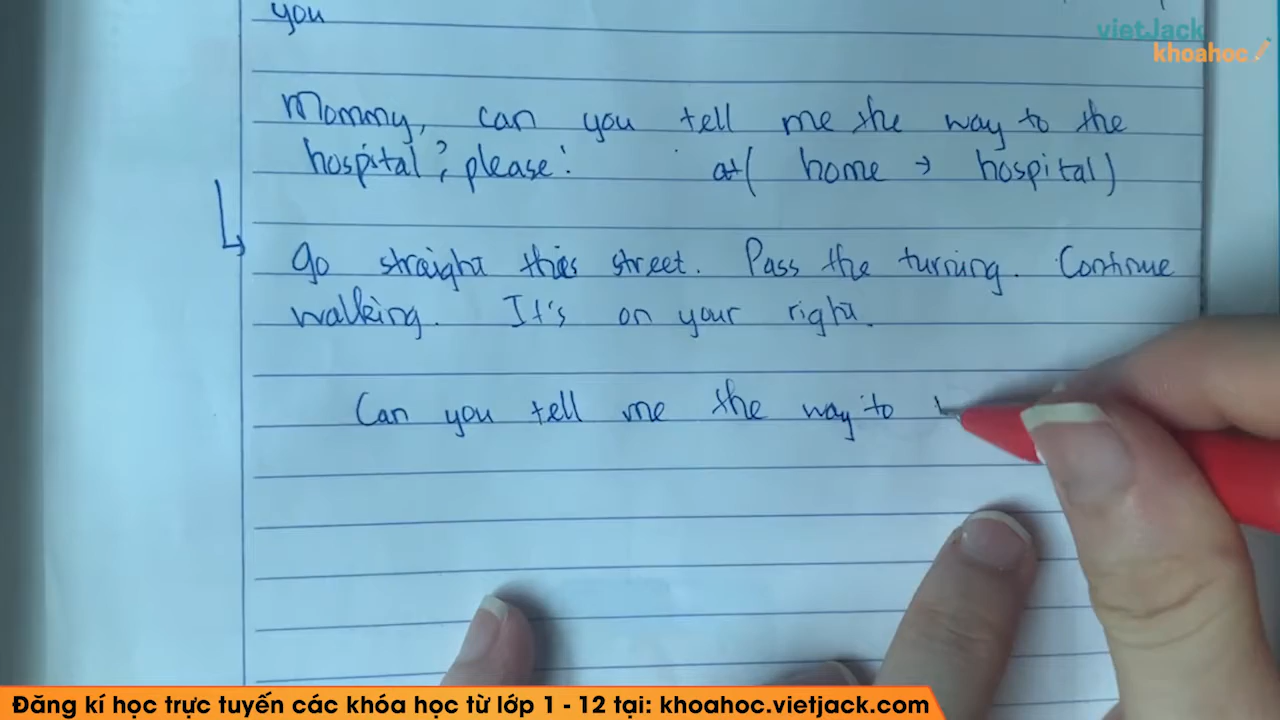 you
vietJack
khoahoc
Mommy, can you tell me the way to the
hospital?, please! at ( home → hospital)
go straight this street. Pass the turning. Continue
walking. It's on your right.
Can you tell me the way to
Đăng kí học trực tuyến các khóa học từ lớp 1 - 12 tại: khoahoc.vietjack.com